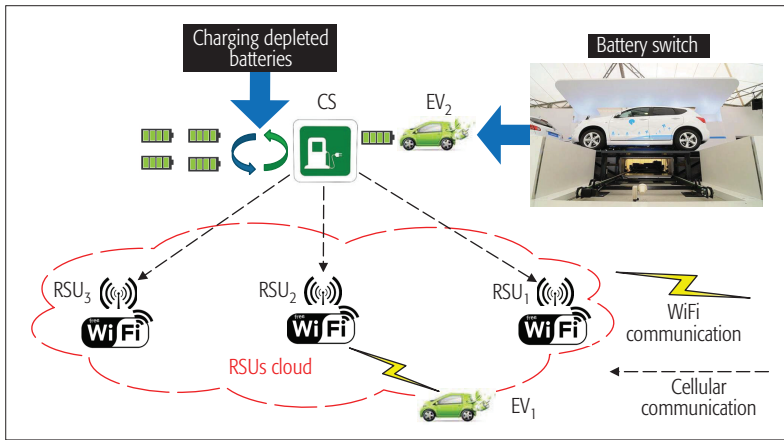 Charging depleted
batteries
Battery switch
CS
EV2
RSU3
RSU2
RSU1
free
WiFi
free
WiFi
free
WiFi
WiFi
communication
RSUs cloud
EV1
Cellular
communication